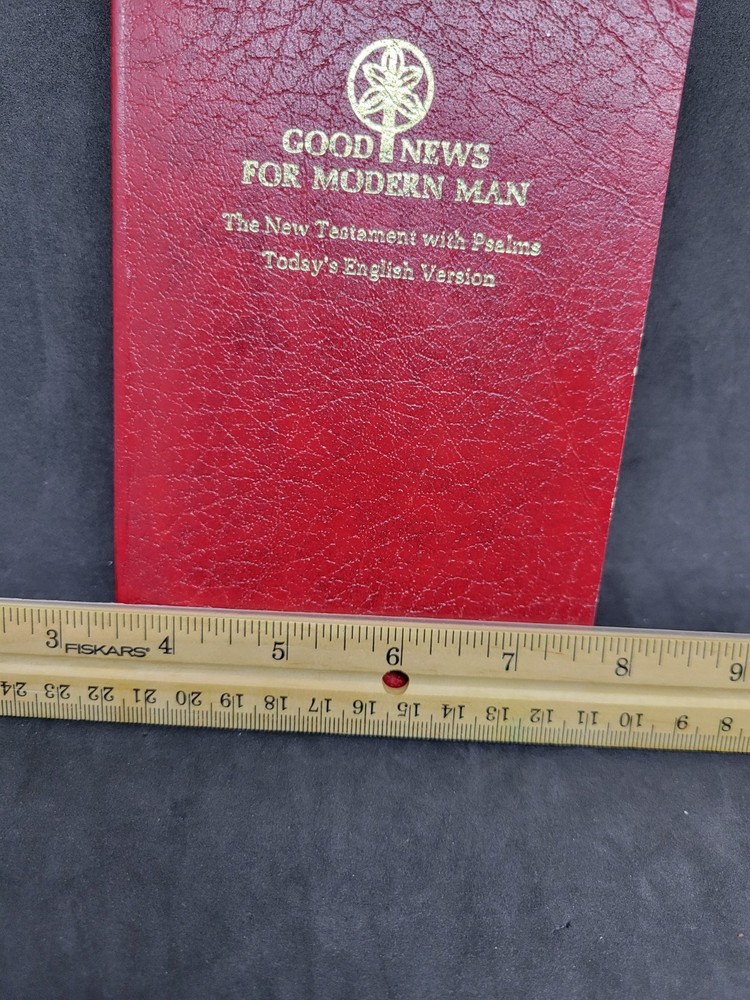 GOOD NEWS
FOR MODERN MAN
The New Testament with Psalms
Today's English Version
3 FISKARS® 4 5 6 7 8 9
24 23 22 21 20 19 18 17 16 15 14 13 12 11 10 9 8